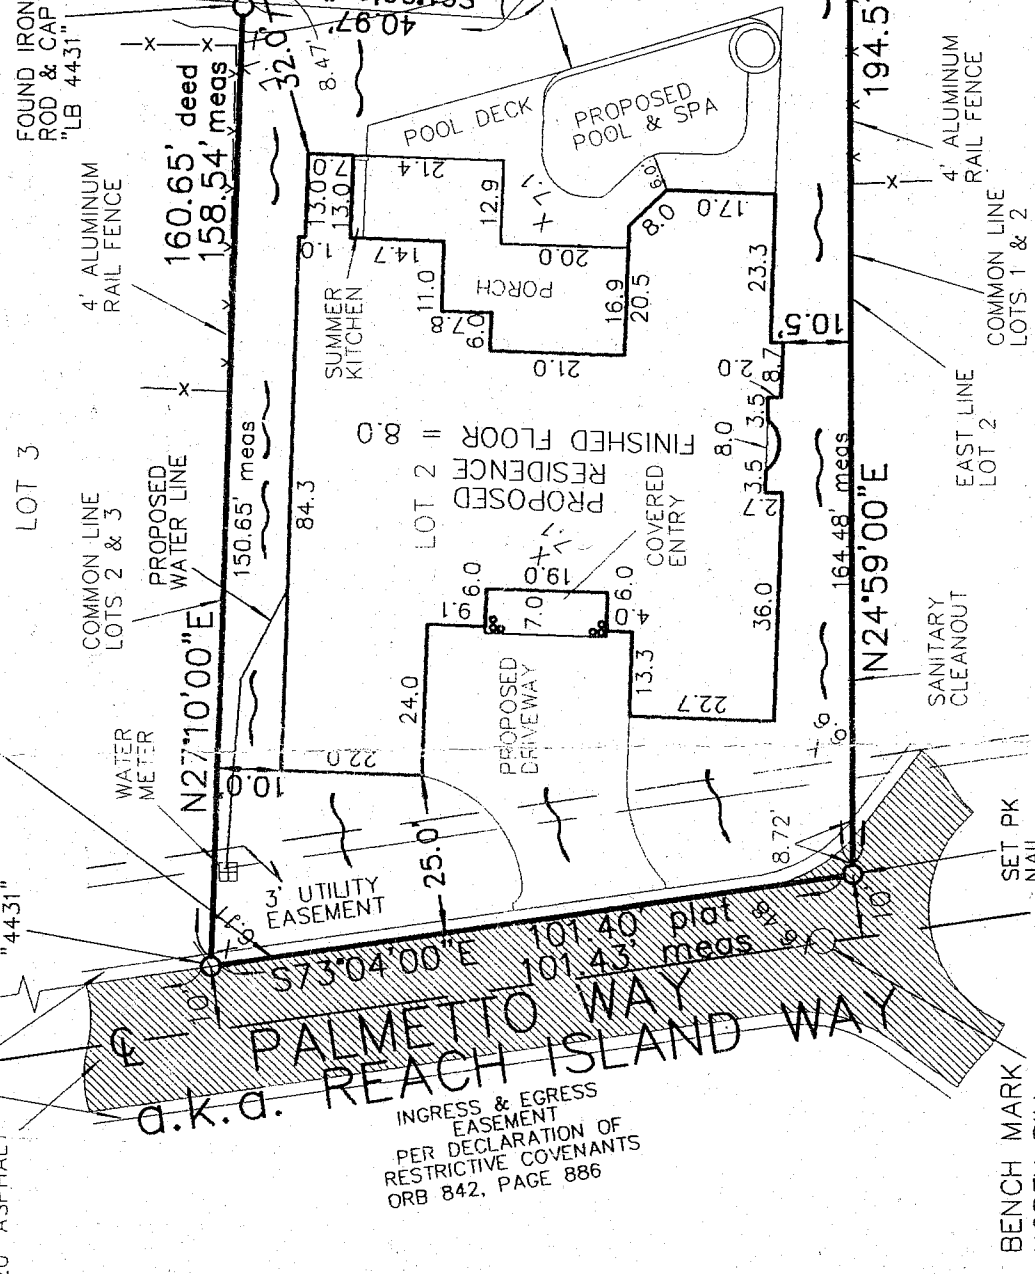 FOUND IRON
ROD & CAP
"LB 4431"
32.0'
8.47'
40.97'
160.65' deed
158.54' meas
4' ALUMINUM
RAIL FENCE
POOL DECK
PROPOSED
POOL & SPA
6.0
194.5
4' ALUMINUM
RAIL FENCE
7.0
13.0
13.0
1.0
21.4
12.9
20.0
8.0
17.0
14.7
11.0
7.8
6.0
PORCH
16.9
20.5
21.0
23.3
10.5'
SUMMER
KITCHEN
COMMON LINE
LOTS 1 & 2
EAST LINE
LOT 2
LOT 3
COMMON LINE
LOTS 2 & 3
PROPOSED
WATER LINE
150.65' meas
84.3
LOT 2
PROPOSED
RESIDENCE
FINISHED FLOOR = 8.0
2.0
8.7
3.5
8.0
3.5
2.7
COVERED
ENTRY
6.0
19.0
7.0
6.0
9.1
4.0
36.0
13.3
22.7
24.0
22.0
164.48' meas
N24°59'00"E
SANITARY
CLEANOUT
PROPOSED
DRIVEWAY
N27°10'00"E
WATER
METER
10.0'
25.0'
3' UTILITY
EASEMENT
8.72'
SET PK
NAIL
"4431"
S73°04'00"E
101.40' plat
101.43' meas
10'
10'
PALMETTO WAY
a.k.a. REACH ISLAND WAY
INGRESS & EGRESS
EASEMENT
PER DECLARATION OF
RESTRICTIVE COVENANTS
ORB 842, PAGE 886
ASPHALT
BENCH MARK